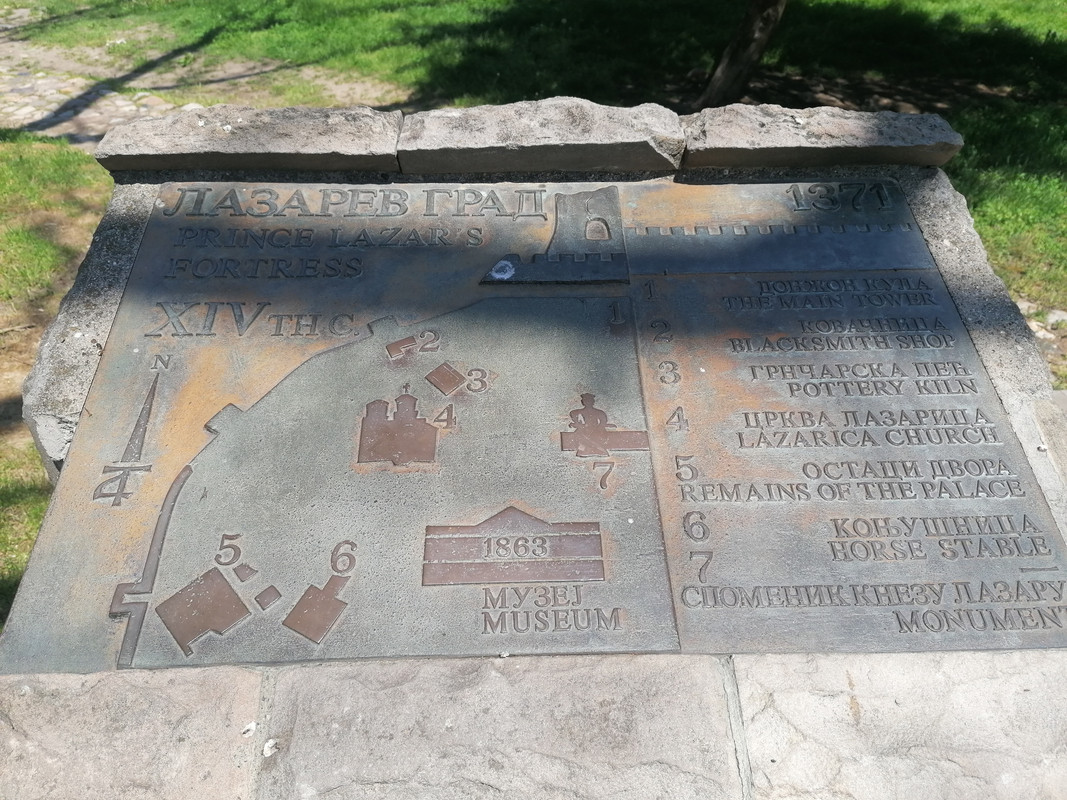 ЛАЗАРЕВ ГРАД
PRINCE LAZAR'S
FORTRESS
XIV TH.C.
1371
N
1
2
3
4
7
5
6
1863
МУЗЕЈ
MUSEUM
1 ДОНЖОН КУЛА
THE MAIN TOWER
2 КОВАЧНИЦА
BLACKSMITH SHOP
3 ГРНЧАРСКА ПЕЋ
POTTERY KILN
4 ЦРКВА ЛАЗАРИЦА
LAZARICA CHURCH
5 ОСТАЦИ ДВОРА
REMAINS OF THE PALACE
6 КОЊУШНИЦА
HORSE STABLE
7
СПОМЕНИК КНЕЗУ ЛАЗАРУ
MONUMENT